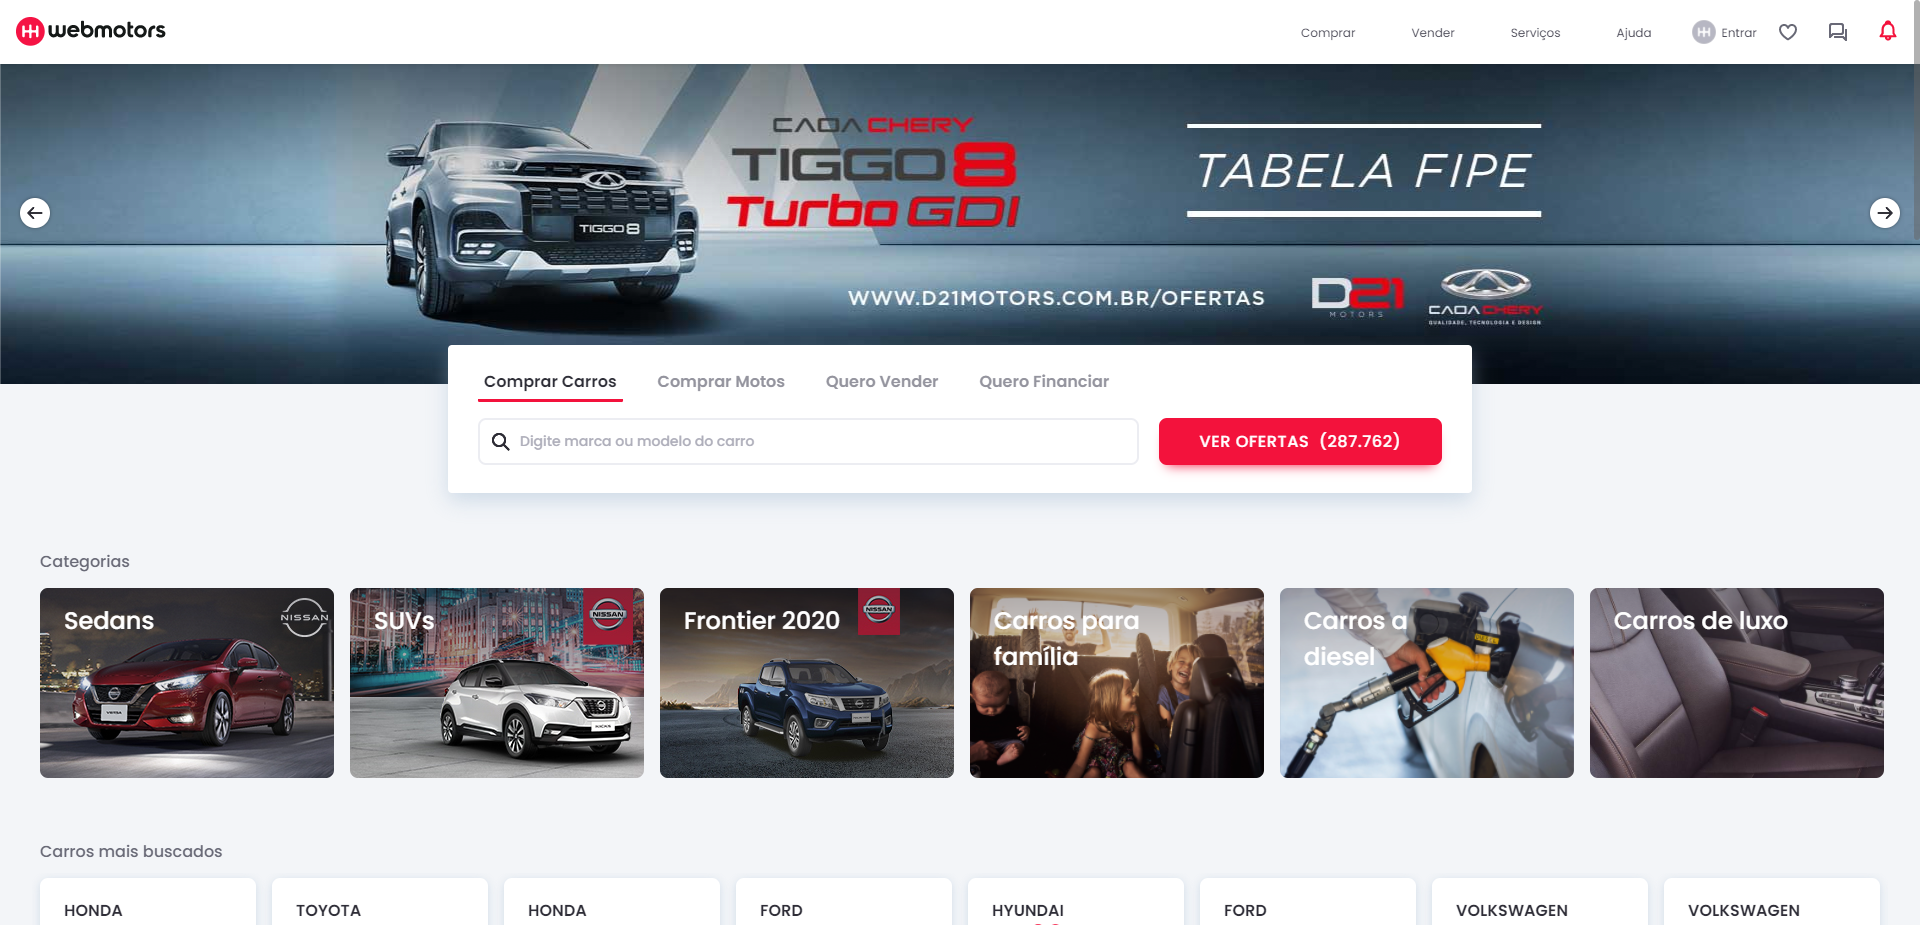 webmotors
Comprar
Vender
Serviços
Ajuda
Entrar
CAOA CHERY
TIGGO 8
Turbo GDI
TABELA FIPE
TIGGO 8
WWW.D21MOTORS.COM.BR/OFERTAS
D21
MOTORS
CAOA CHERY
QUALIDADE, TECNOLOGIA E DESIGN
Comprar Carros
Comprar Motos
Quero Vender
Quero Financiar
Digite marca ou modelo do carro
VER OFERTAS (287.762)
Categorias
Sedans
NISSAN
VERSA
SUVs
NISSAN
KICKS
Frontier 2020
NISSAN
Carros para
família
Carros a
diesel
Carros de luxo
Carros mais buscados
HONDA
TOYOTA
HONDA
FORD
HYUNDAI
FORD
VOLKSWAGEN
VOLKSWAGEN